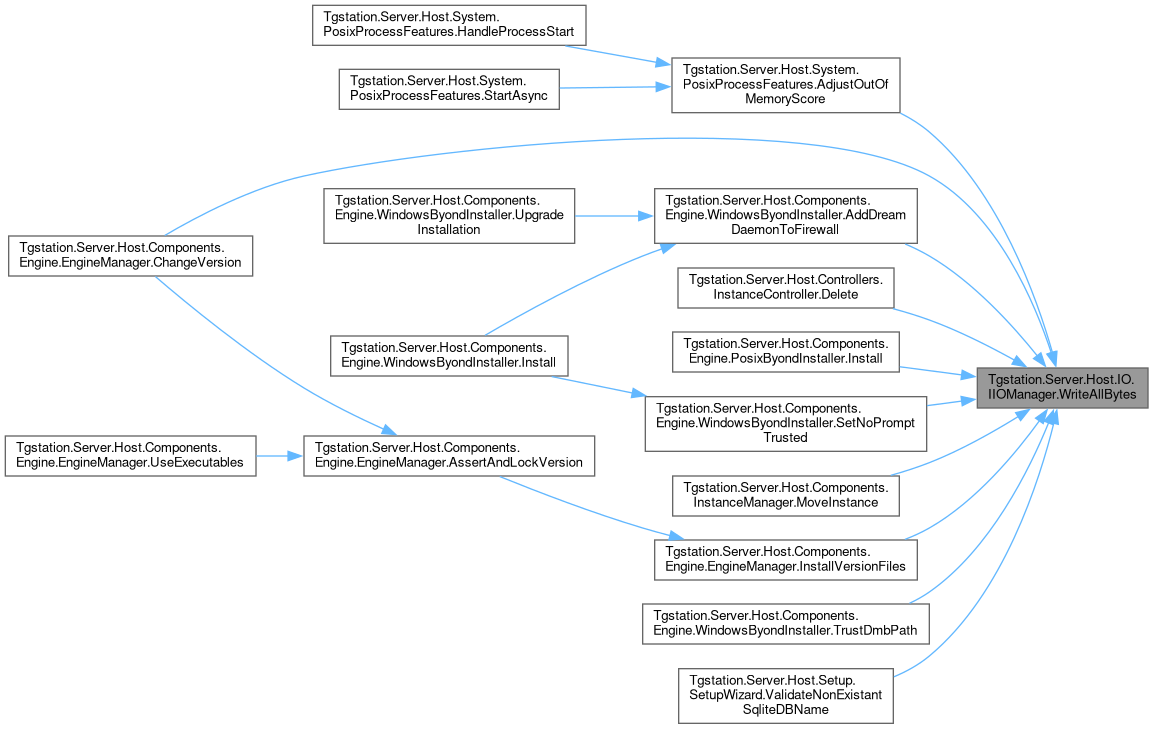 Tgstation.Server.Host.System.
PosixProcessFeatures.HandleProcessStart
Tgstation.Server.Host.System.
PosixProcessFeatures.AdjustOutOf
MemoryScore
Tgstation.Server.Host.System.
PosixProcessFeatures.StartAsync
Tgstation.Server.Host.Components.
Engine.WindowsByondInstaller.Upgrade
Installation
Tgstation.Server.Host.Components.
Engine.WindowsByondInstaller.AddDream
DaemonToFirewall
Tgstation.Server.Host.Components.
Engine.EngineManager.ChangeVersion
Tgstation.Server.Host.Controllers.
InstanceController.Delete
Tgstation.Server.Host.Components.
Engine.WindowsByondInstaller.Install
Tgstation.Server.Host.Components.
Engine.PosixByondInstaller.Install
Tgstation.Server.Host.IO.
IIOManager.WriteAllBytes
Tgstation.Server.Host.Components.
Engine.WindowsByondInstaller.SetNoPrompt
Trusted
Tgstation.Server.Host.Components.
Engine.EngineManager.UseExecutables
Tgstation.Server.Host.Components.
Engine.EngineManager.AssertAndLockVersion
Tgstation.Server.Host.Components.
InstanceManager.MoveInstance
Tgstation.Server.Host.Components.
Engine.EngineManager.InstallVersionFiles
Tgstation.Server.Host.Components.
Engine.WindowsByondInstaller.TrustDmbPath
Tgstation.Server.Host.Setup.
SetupWizard.ValidateNonExistant
SqliteDBName